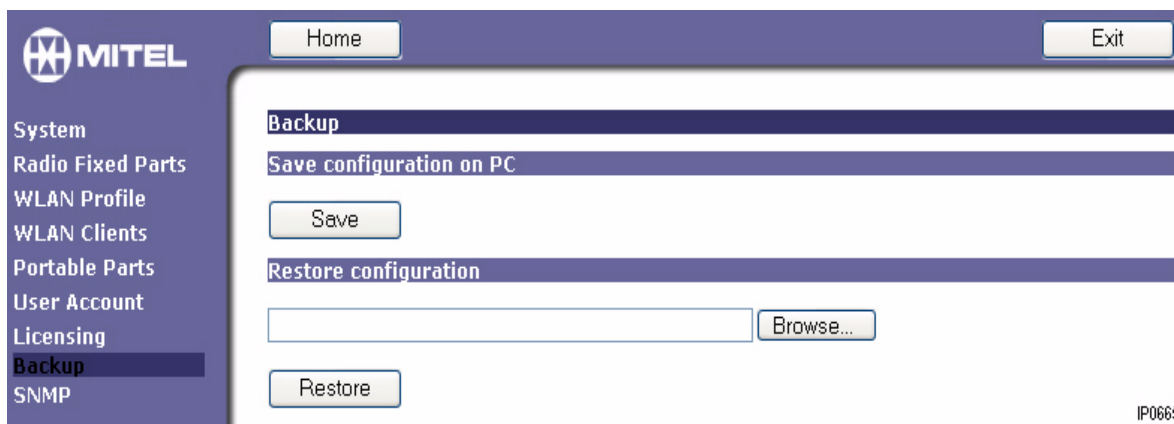 MITEL
Home
Exit
System
Radio Fixed Parts
WLAN Profile
WLAN Clients
Portable Parts
User Account
Licensing
Backup
SNMP
Backup
Save configuration on PC
Save
Restore configuration
Browse...
Restore